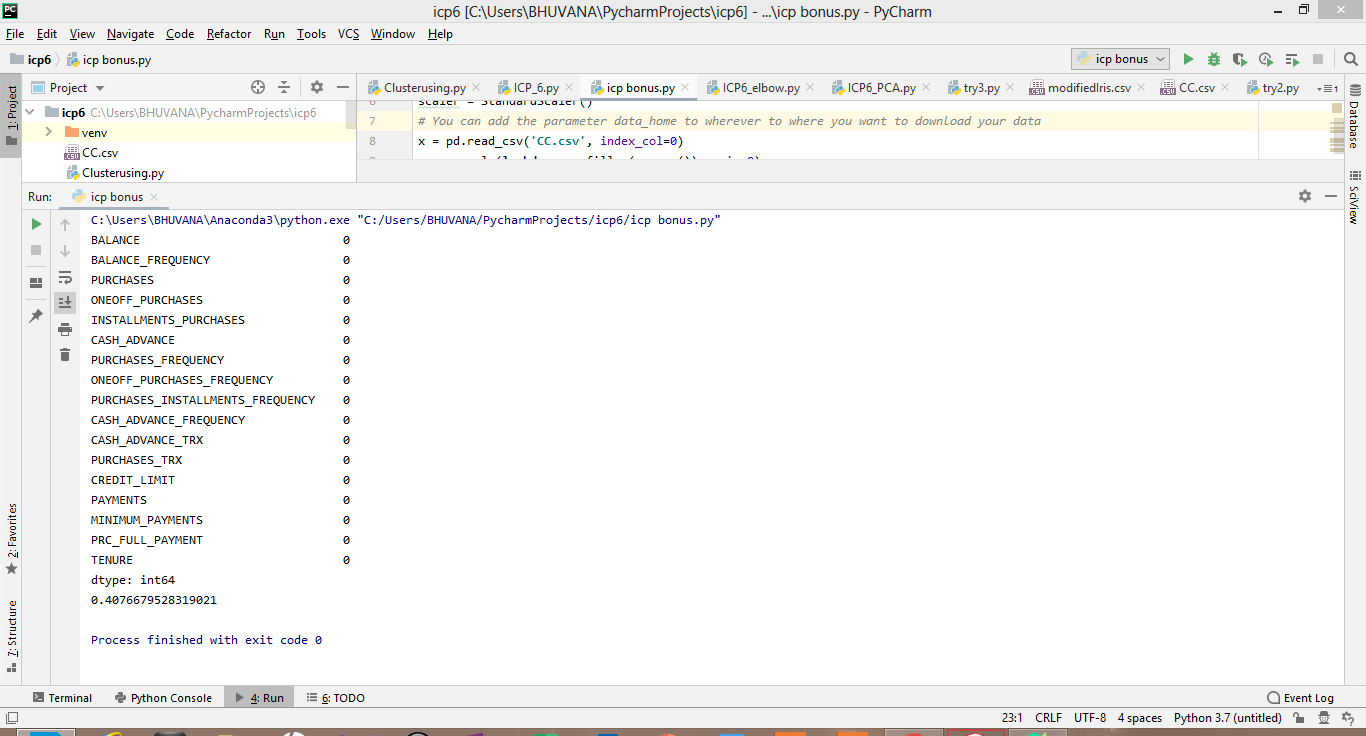 PC
icp6 [C:\Users\BHUVANA\PycharmProjects\icp6] - ...\icp bonus.py - PyCharm
File Edit View Navigate Code Refactor Run Tools VCS Window Help
icp6 icp bonus.py icp bonus
Project
Clusterusing.py ICP_6.py icp bonus.py ICP6_elbow.py ICP6_PCA.py try3.py modifiedIris.csv CC.csv try2.py
1: Project
icp6 C:\Users\BHUVANA\PycharmProjects\icp6
venv
CC.csv
Clusterusing.py
scaler = StandardScaler()
7 # You can add the parameter data_home to wherever to where you want to download your data
8 x = pd.read_csv('CC.csv', index_col=0)
Database
SciView
Run: icp bonus
C:\Users\BHUVANA\Anaconda3\python.exe "C:/Users/BHUVANA/PycharmProjects/icp6/icp bonus.py"
BALANCE 0
BALANCE_FREQUENCY 0
PURCHASES 0
ONEOFF_PURCHASES 0
INSTALLMENTS_PURCHASES 0
CASH_ADVANCE 0
PURCHASES_FREQUENCY 0
ONEOFF_PURCHASES_FREQUENCY 0
PURCHASES_INSTALLMENTS_FREQUENCY 0
CASH_ADVANCE_FREQUENCY 0
CASH_ADVANCE_TRX 0
PURCHASES_TRX 0
CREDIT_LIMIT 0
PAYMENTS 0
MINIMUM_PAYMENTS 0
PRC_FULL_PAYMENT 0
TENURE 0
dtype: int64
0.4076679528319021
Process finished with exit code 0
2: Favorites
7: Structure
Terminal Python Console 4: Run 6: TODO Event Log
23:1 CRLF UTF-8 4 spaces Python 3.7 (untitled)